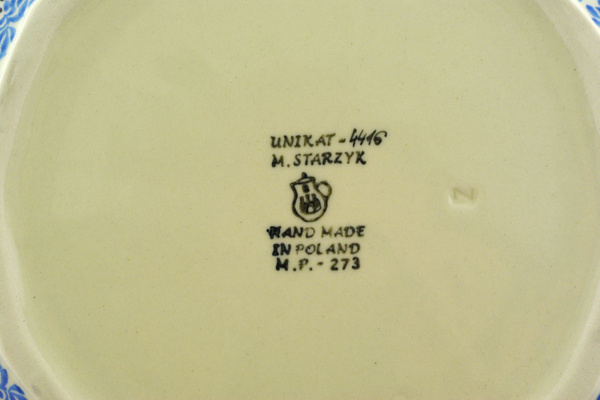 UNIKAT - 4416
M. STARZYK
HAND MADE
IN POLAND
M.P. - 273
Z